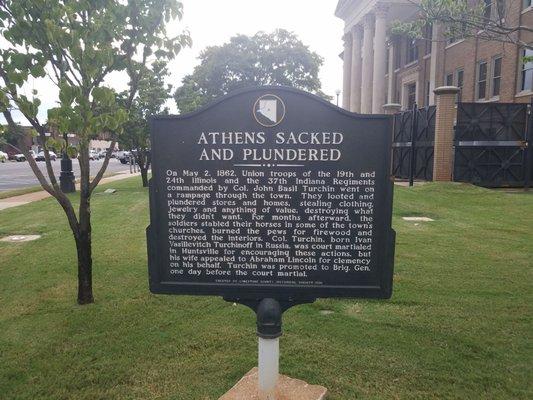 ATHENS SACKED
AND PLUNDERED
On May 2, 1862, Union troops of the 19th and
24th Illinois and the 37th Indiana Regiments
commanded by Col. John Basil Turchin went on
a rampage through the town. They looted and
plundered stores and homes, stealing clothing,
jewelry and anything of value, destroying what
they didn't want. For months afterward, the
soldiers stabled their horses in some of the town's
churches, burned the pews for firewood and
destroyed the interiors. Col. Turchin, born Ivan
Vasilievitch Turchinoff in Russia, was court martialed
in Huntsville for encouraging these actions, but
his wife appealed to Abraham Lincoln for clemency
on his behalf. Turchin was promoted to Brig. Gen.
one day before the court martial.
ERECTED BY LIMESTONE COUNTY HISTORICAL SOCIETY